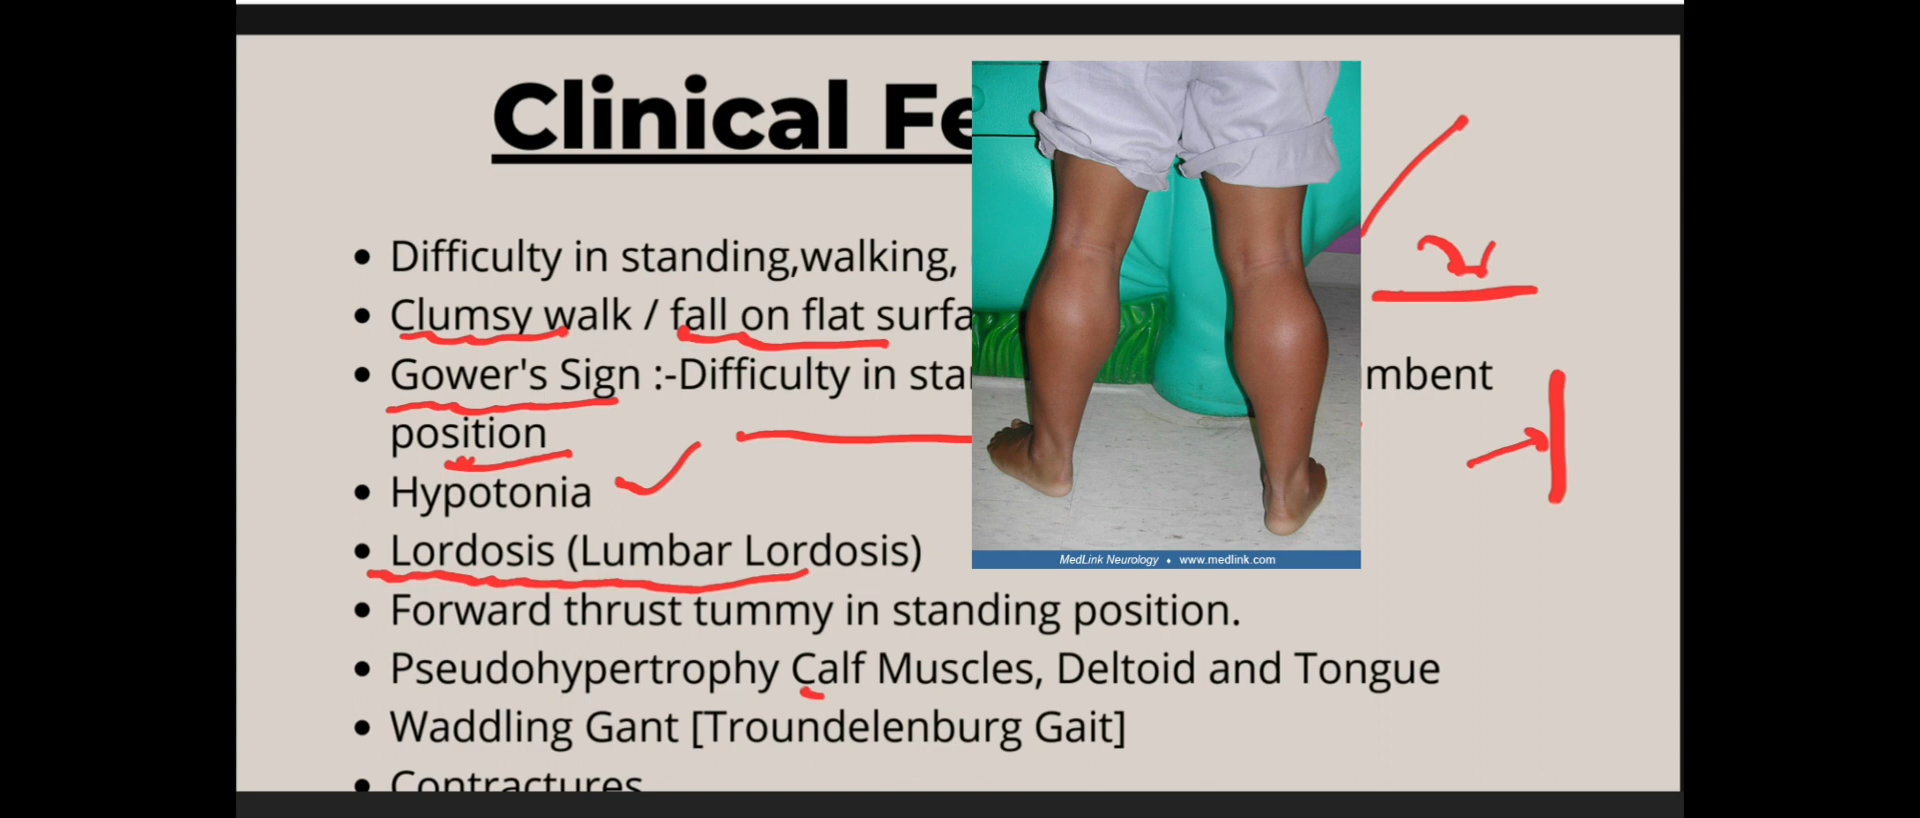 Clinical Fe
Difficulty in standing,walking,
Clumsy walk / fall on flat surfa
Gower's Sign :-Difficulty in sta mbent
position
Hypotonia
Lordosis (Lumbar Lordosis)
MedLink Neurology ♦ www.medlink.com
Forward thrust tummy in standing position.
Pseudohypertrophy Calf Muscles, Deltoid and Tongue
Waddling Gant [Troundelenburg Gait]
Contractures